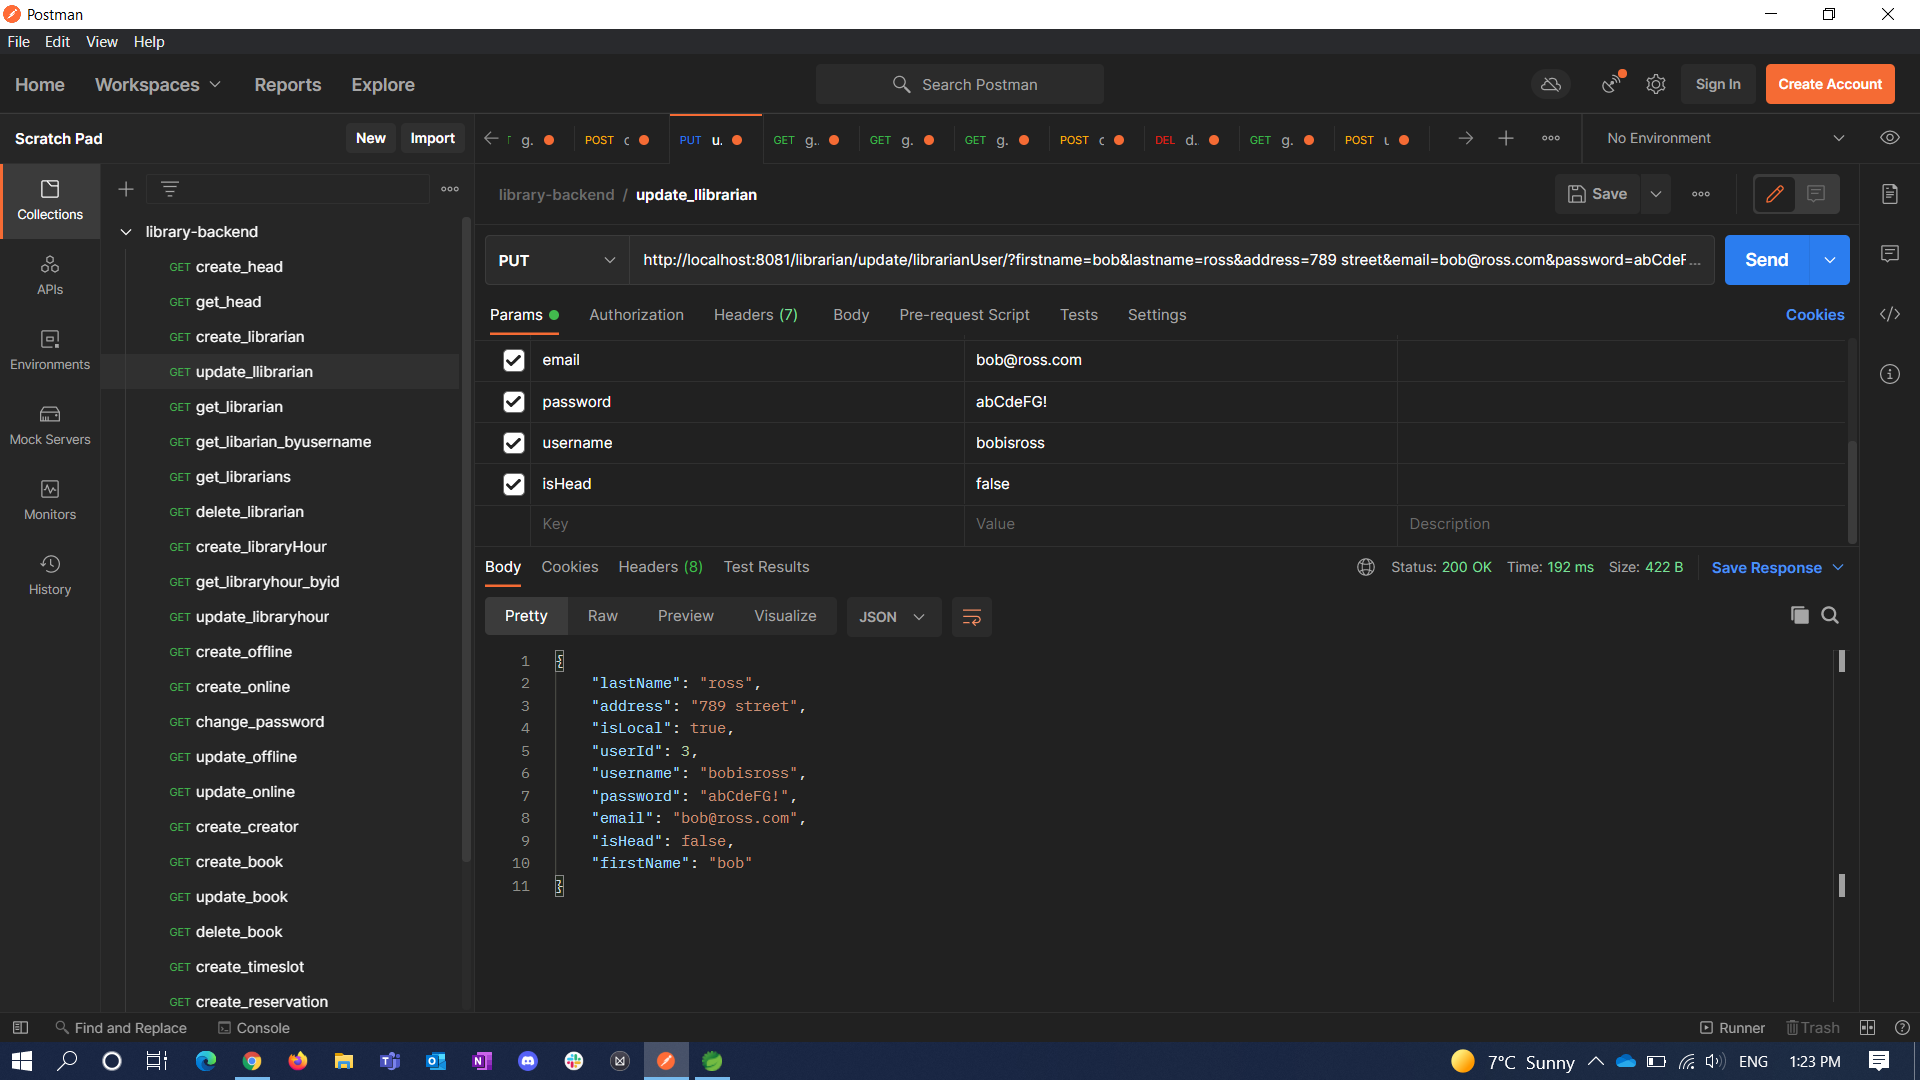 Postman
File Edit View Help
Home Workspaces Reports Explore Search Postman Sign In Create Account
Scratch Pad New Import g. POST c PUT u. GET g.. GET g. GET g. POST c DEL d.. GET g. POST No Environment
library-backend / update_llibrarian Save
PUT http://localhost:8081/librarian/update/librarianUser/?firstname=bob&lastname=ross&address=789 street&email=bob@ross.com&password=abCdeF... Send
Params Authorization Headers (7) Body Pre-request Script Tests Settings Cookies
email bob@ross.com
password abCdeFG!
username bobisross
isHead false
Key Value Description
Body Cookies Headers (8) Test Results Status: 200 OK Time: 192 ms Size: 422 B Save Response
Pretty Raw Preview Visualize JSON
1 {
2 "lastName": "ross",
3 "address": "789 street",
4 "isLocal": true,
5 "userId": 3,
6 "username": "bobisross",
7 "password": "abCdeFG!",
8 "email": "bob@ross.com",
9 "isHead": false,
10 "firstName": "bob"
11 }
Collections
APIs
Environments
Mock Servers
Monitors
History
library-backend
GET create_head
GET get_head
GET create_librarian
GET update_llibrarian
GET get_librarian
GET get_libarian_byusername
GET get_librarians
GET delete_librarian
GET create_libraryHour
GET get_libraryhour_byid
GET update_libraryhour
GET create_offline
GET create_online
GET change_password
GET update_offline
GET update_online
GET create_creator
GET create_book
GET update_book
GET delete_book
GET create_timeslot
GET create_reservation
Find and Replace Console Runner Trash
7°C Sunny ENG 1:23 PM